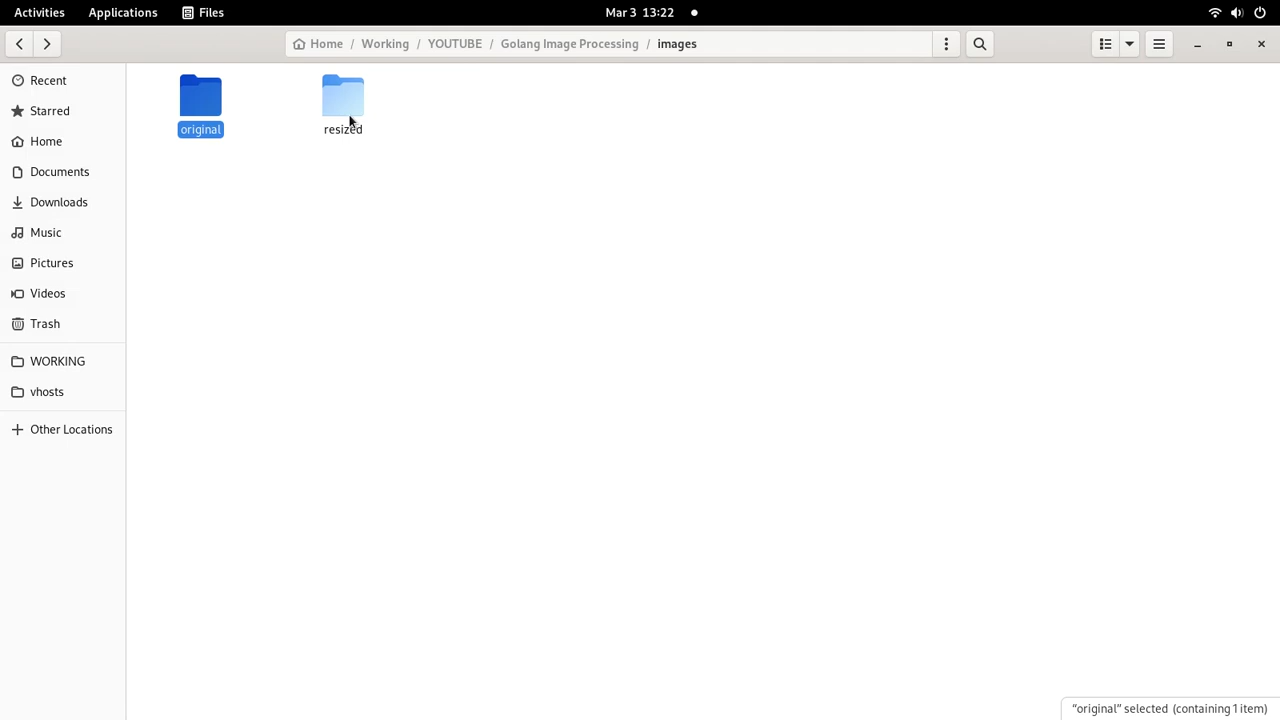 Activities Applications Files Mar 3 13:22
Home / Working / YOUTUBE / Golang Image Processing / images
Recent
Starred
Home
Documents
Downloads
Music
Pictures
Videos
Trash
WORKING
vhosts
Other Locations
original resized
“original” selected (containing 1 item)